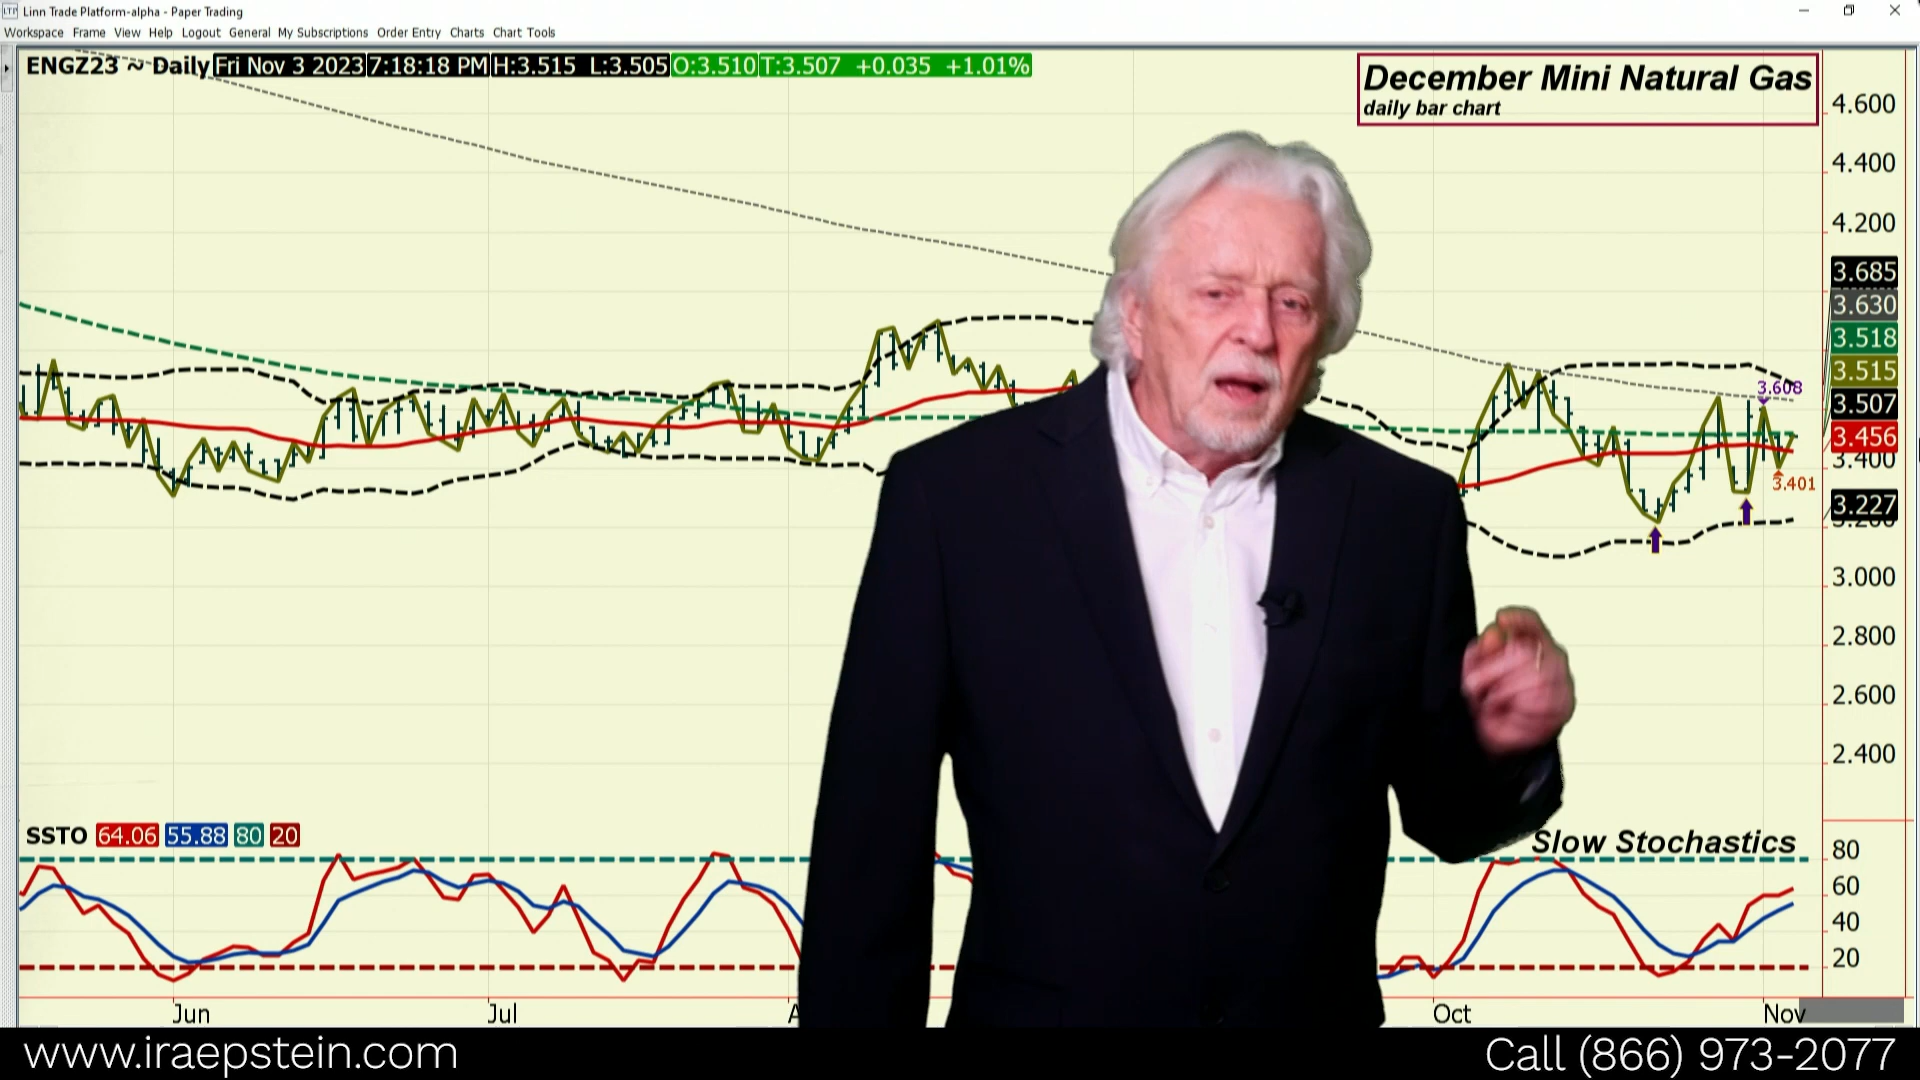 LTP Linn Trade Platform-alpha - Paper Trading
Workspace Frame View Help Logout General My Subscriptions Order Entry Charts Chart Tools
ENGZ23 ~ Daily Fri Nov 3 2023 7:18:18 PM H:3.515 L:3.505 O:3.510 T:3.507 +0.035 +1.01%
December Mini Natural Gas
daily bar chart
4.600
4.400
4.200
3.685
3.630
3.518
3.515
3.608
3.507
3.456
3.400
3.401
3.227
3.200
3.000
2.800
2.600
2.400
SSTO 64.06 55.88 80 20
Slow Stochastics
80
60
40
20
Jun Jul A Oct Nov
www.iraepstein.com Call (866) 973-2077